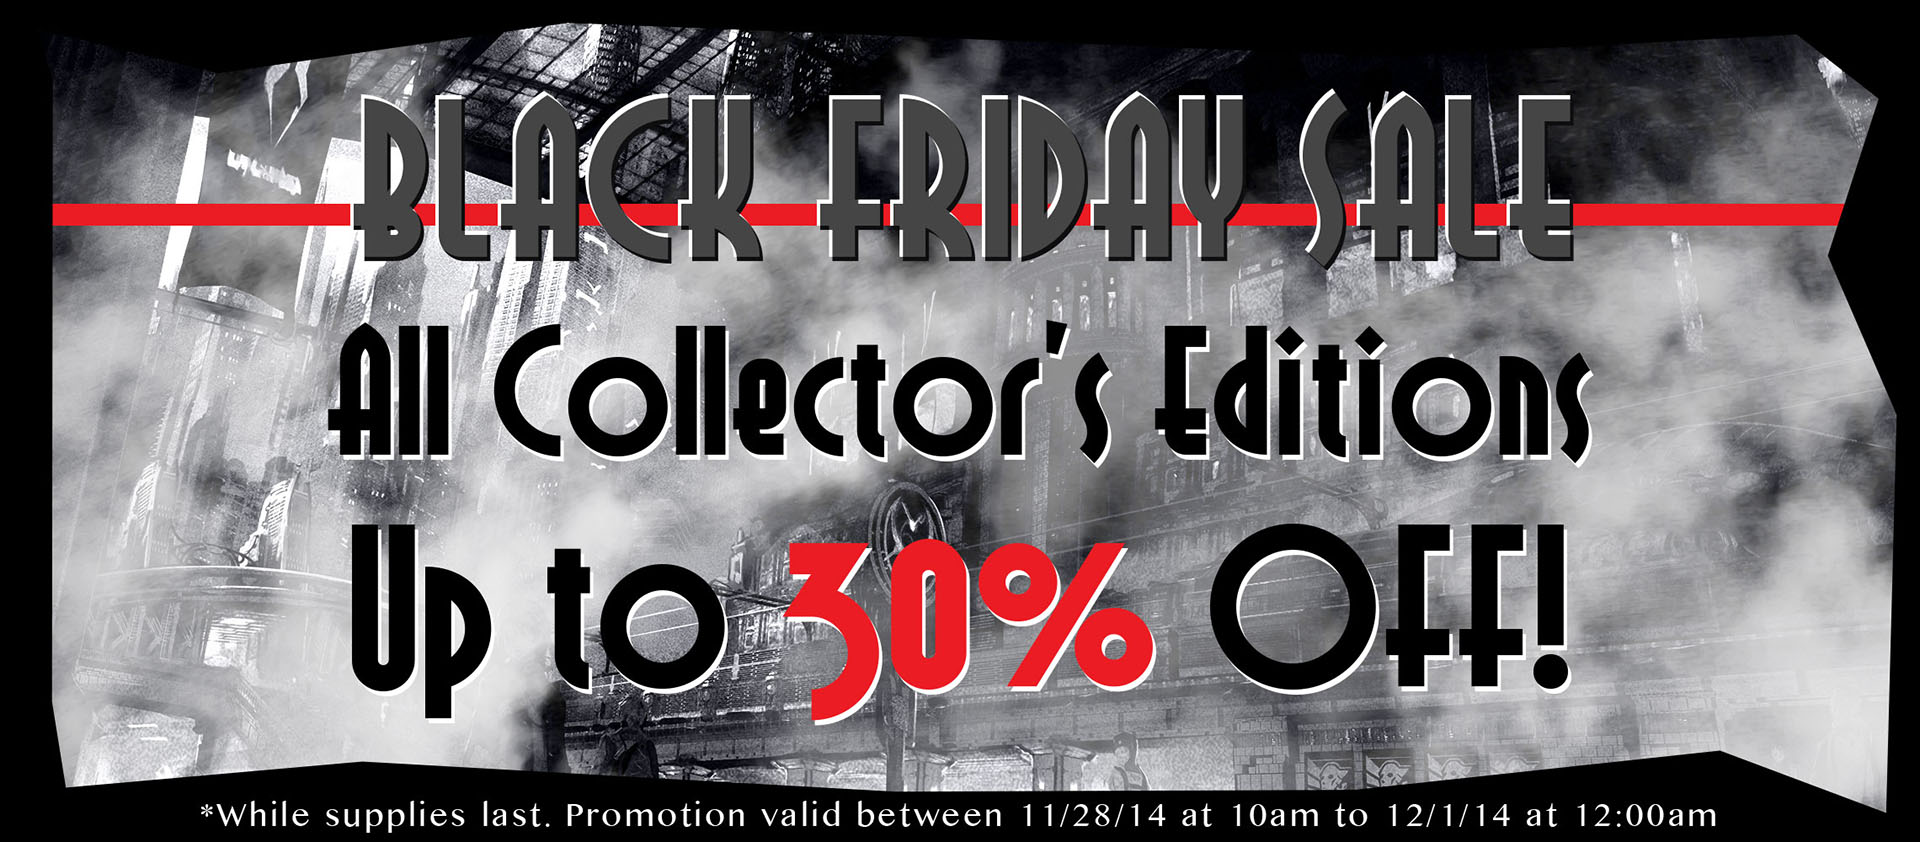 BLACK FRIDAY SALE
All Collector's Editions
Up to 30% Off!
*While supplies last. Promotion valid between 11/28/14 at 10am to 12/1/14 at 12:00am